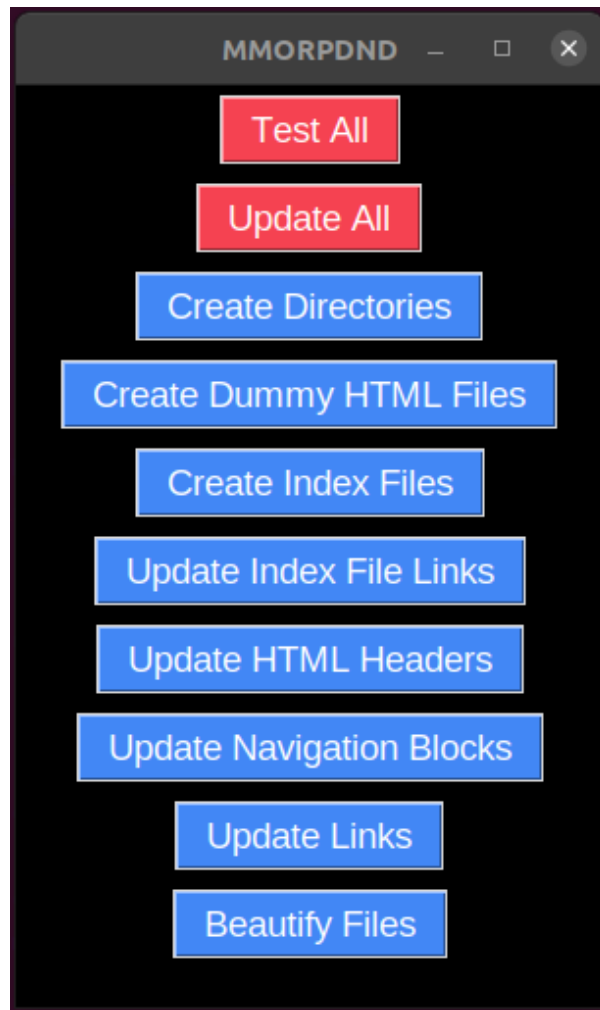 MMORPDND
Test All
Update All
Create Directories
Create Dummy HTML Files
Create Index Files
Update Index File Links
Update HTML Headers
Update Navigation Blocks
Update Links
Beautify Files